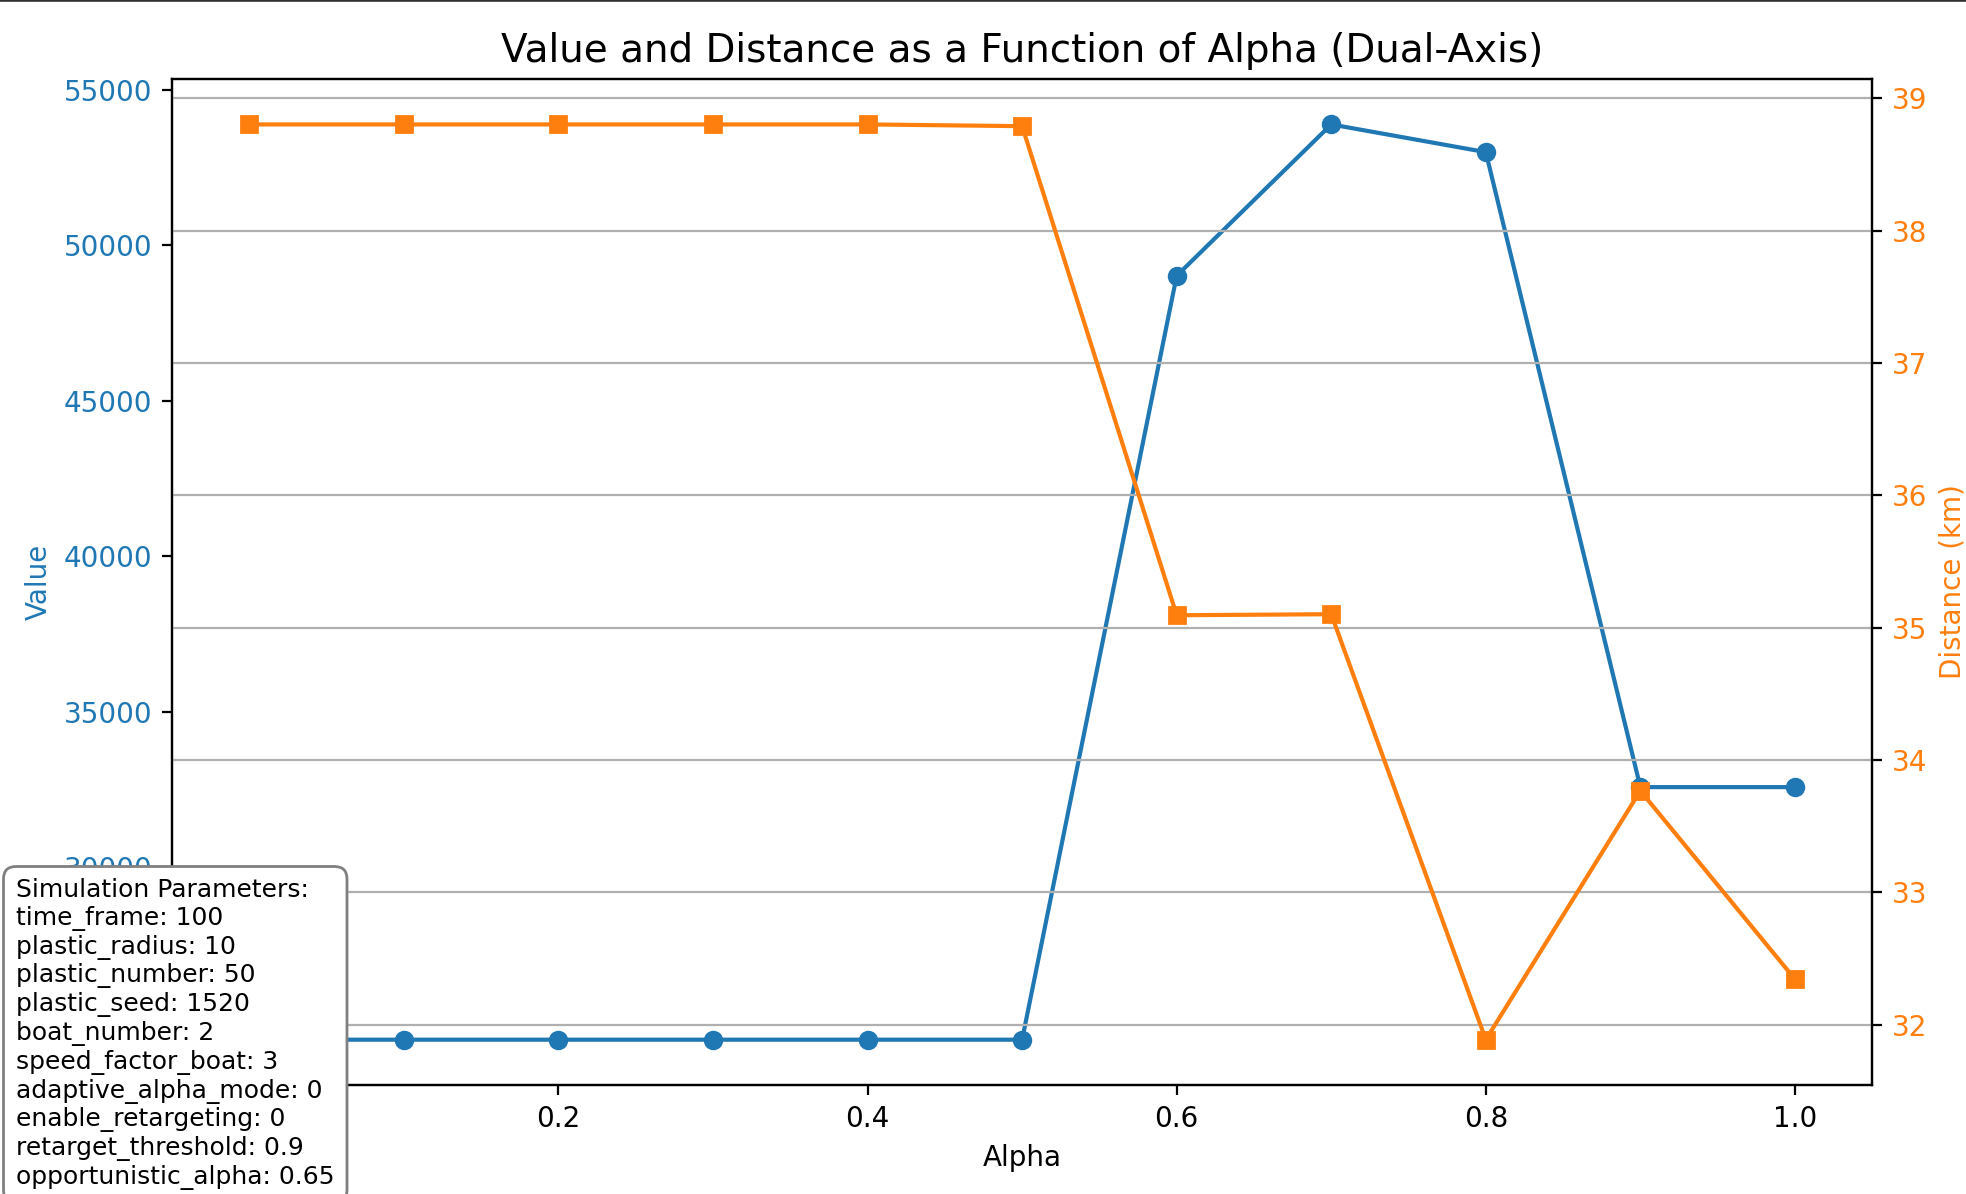 Value and Distance as a Function of Alpha (Dual-Axis)
55000
50000
45000
40000
35000
30000
Value
39
38
37
36
35
34
33
32
Distance (km)
0.2
0.4
0.6
0.8
1.0
Alpha
Simulation Parameters:
time_frame: 100
plastic_radius: 10
plastic_number: 50
plastic_seed: 1520
boat_number: 2
speed_factor_boat: 3
adaptive_alpha_mode: 0
enable_retargeting: 0
retarget_threshold: 0.9
opportunistic_alpha: 0.65